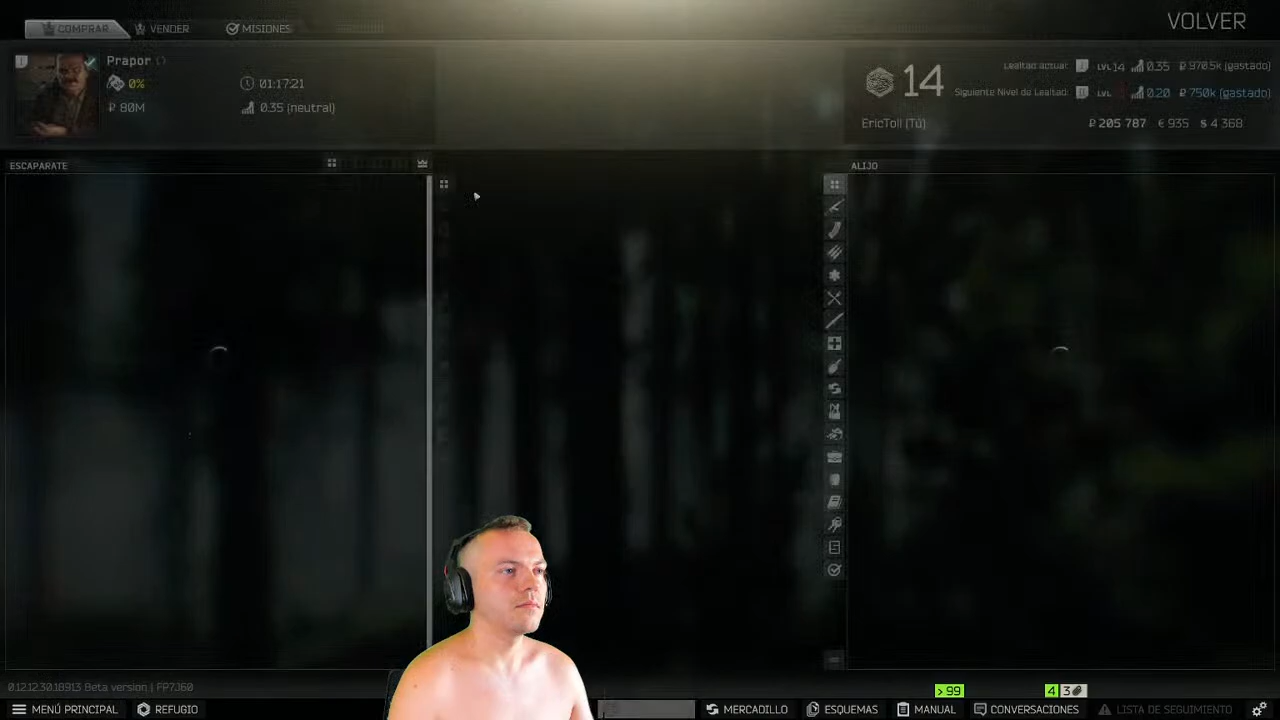 COMPRAR VENDER MISIONES
VOLVER
Prapor
0%
01:17:21
₽ 80M
0.35 (neutral)
14
Lealtad actual: I LVL 14 0.35 ₽ 970.5k (gastado)
Siguiente Nivel de Lealtad: II LVL 0.20 ₽ 750k (gastado)
EricToll (Tú)
₽ 205 787 € 935 $ 4 368
ESCAPARATE
ALIJO
0.12.12.30.18913 Beta version | FP7J60
> 99
4 3
MENÚ PRINCIPAL REFUGIO MERCADILLO ESQUEMAS MANUAL CONVERSACIONES LISTA DE SEGUIMIENTO